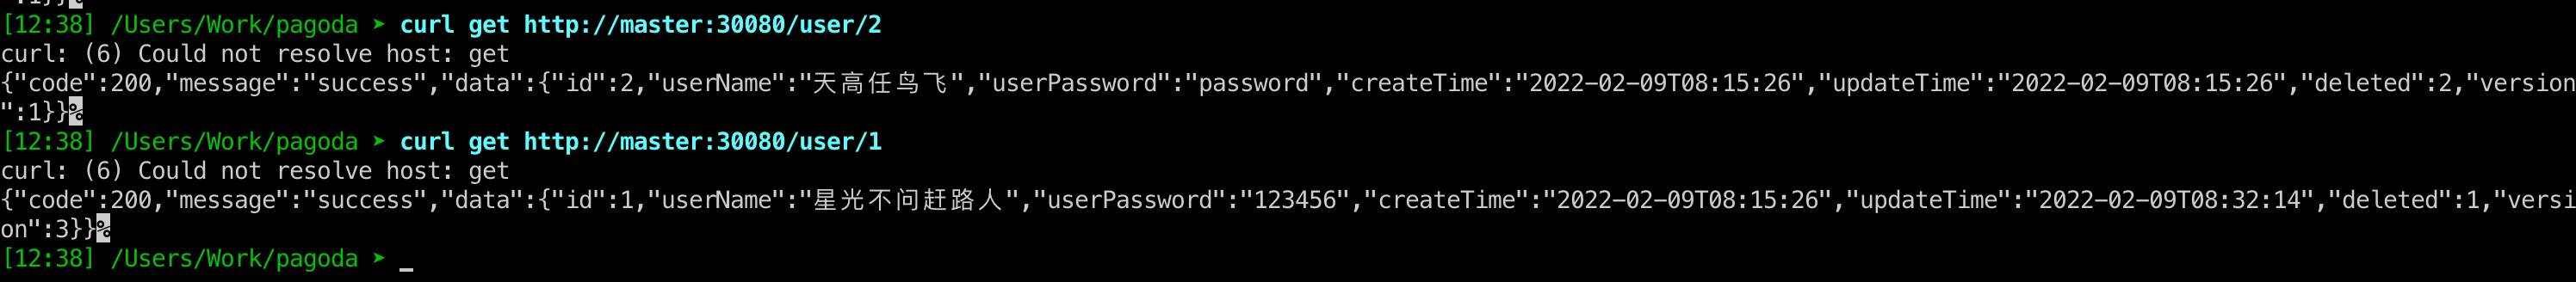 ":1}}%
[12:38] /Users/Work/pagoda ➤ curl get http://master:30080/user/2
curl: (6) Could not resolve host: get
{"code":200,"message":"success","data":{"id":2,"userName":"天高任鸟飞","userPassword":"password","createTime":"2022-02-09T08:15:26","updateTime":"2022-02-09T08:15:26","deleted":2,"version
":1}}%
[12:38] /Users/Work/pagoda ➤ curl get http://master:30080/user/1
curl: (6) Could not resolve host: get
{"code":200,"message":"success","data":{"id":1,"userName":"星光不问赶路人","userPassword":"123456","createTime":"2022-02-09T08:15:26","updateTime":"2022-02-09T08:32:14","deleted":1,"versi
on":3}}%
[12:38] /Users/Work/pagoda ➤ _